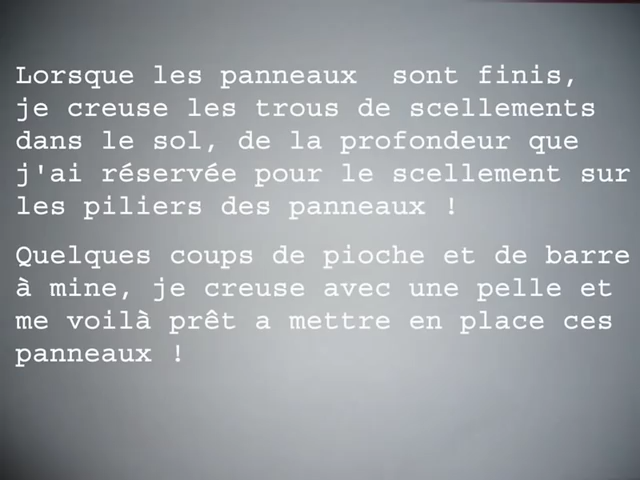 Lorsque les panneaux  sont finis,
je creuse les trous de scellements
dans le sol, de la profondeur que
j'ai réservée pour le scellement sur
les piliers des panneaux !
Quelques coups de pioche et de barre
à mine, je creuse avec une pelle et
me voilà prêt a mettre en place ces
panneaux !